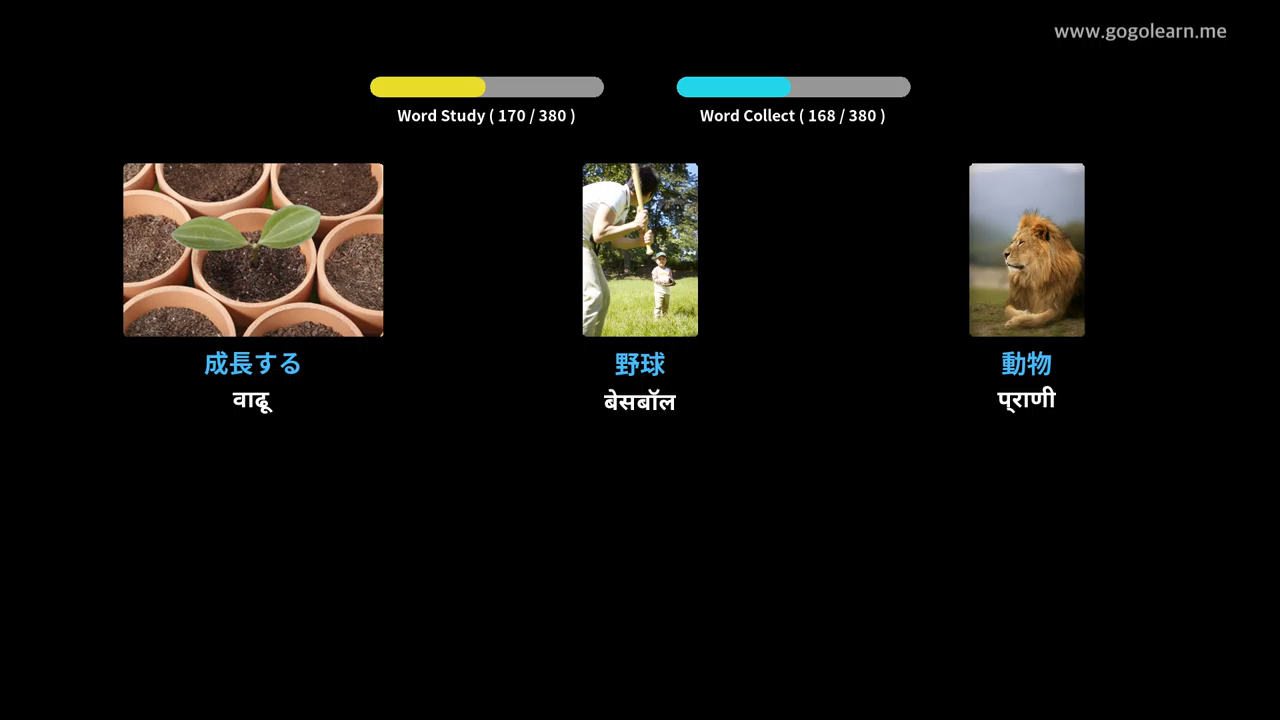 www.gogolearn.me
Word Study ( 170 / 380 )
Word Collect ( 168 / 380 )
成長する
野球
動物
वाढू
बेसबॉल
प्राणी